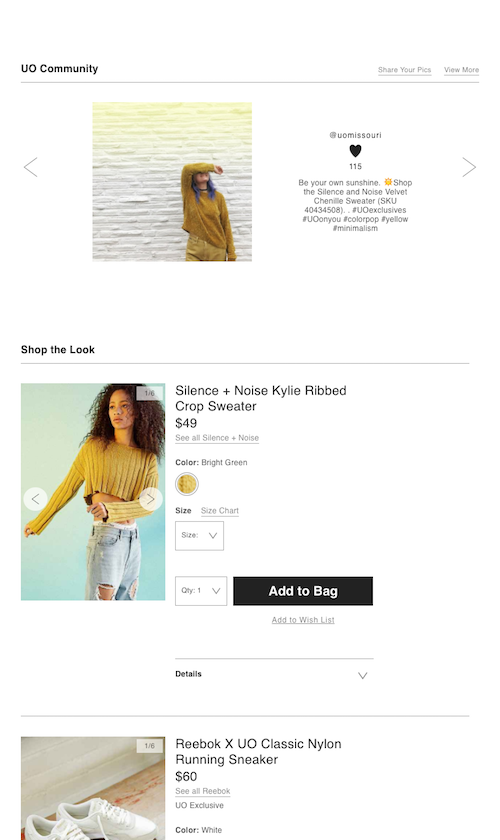 UO Community
Share Your Pics
View More
@uomissouri
115
Be your own sunshine. ☀️Shop
the Silence and Noise Velvet
Chenille Sweater (SKU
40434508). . #UOexclusives
#UOonyou #colorpop #yellow
#minimalism
Shop the Look
1/6
Silence + Noise Kylie Ribbed
Crop Sweater
$49
See all Silence + Noise
Color: Bright Green
Size Size Chart
Size:
Qty: 1
Add to Bag
Add to Wish List
Details
1/6
Reebok X UO Classic Nylon
Running Sneaker
$60
See all Reebok
UO Exclusive
Color: White